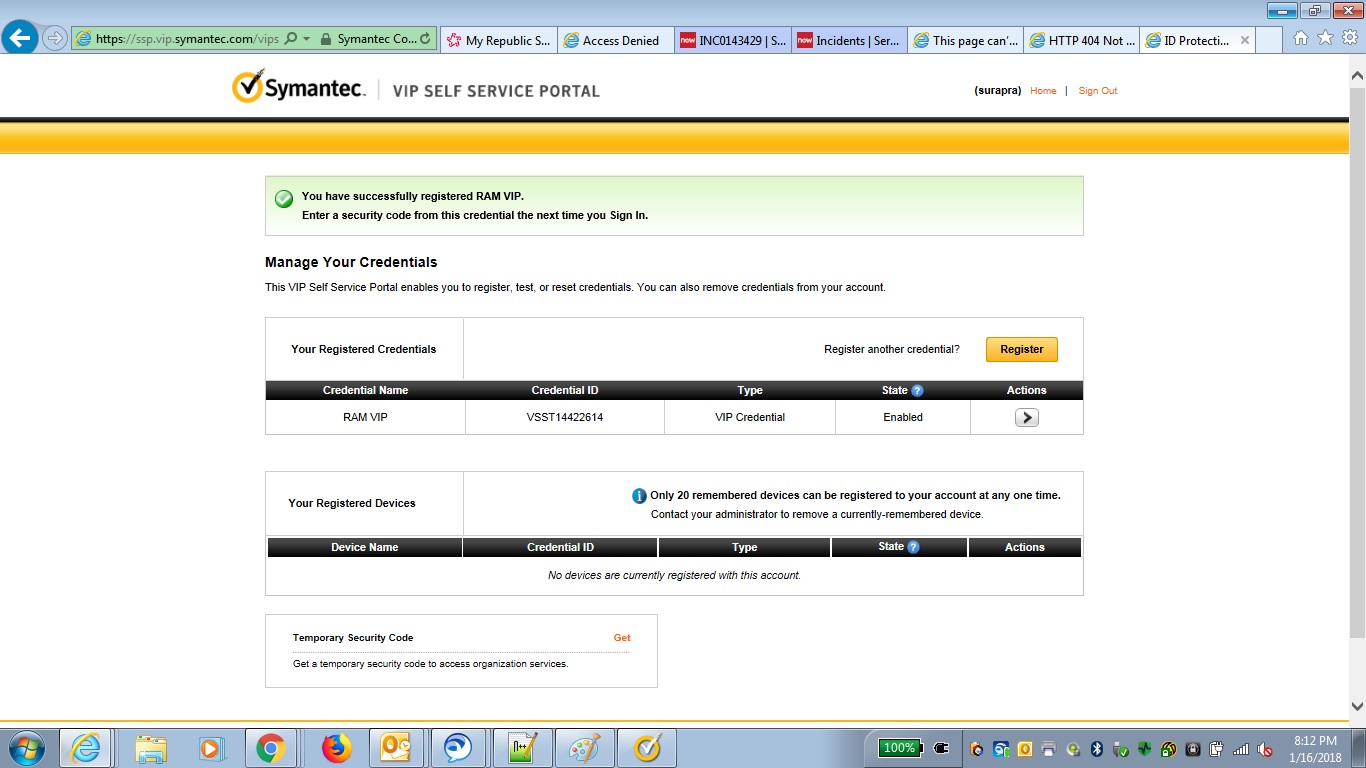 https://ssp.vip.symantec.com/vips
Symantec Co...
My Republic S...
Access Denied
now INC0143429 | S...
now Incidents | Ser...
This page can'...
HTTP 404 Not ...
ID Protecti...
Symantec.
VIP SELF SERVICE PORTAL
(surapra) Home | Sign Out
You have successfully registered RAM VIP.
Enter a security code from this credential the next time you Sign In.
Manage Your Credentials
This VIP Self Service Portal enables you to register, test, or reset credentials. You can also remove credentials from your account.
Your Registered Credentials
Register another credential?
Register
Credential Name Credential ID Type State ? Actions
RAM VIP VSST14422614 VIP Credential Enabled
Your Registered Devices
Only 20 remembered devices can be registered to your account at any one time.
Contact your administrator to remove a currently-remembered device.
Device Name Credential ID Type State ? Actions
No devices are currently registered with this account.
Temporary Security Code Get
Get a temporary security code to access organization services.
100%
8:12 PM
1/16/2018